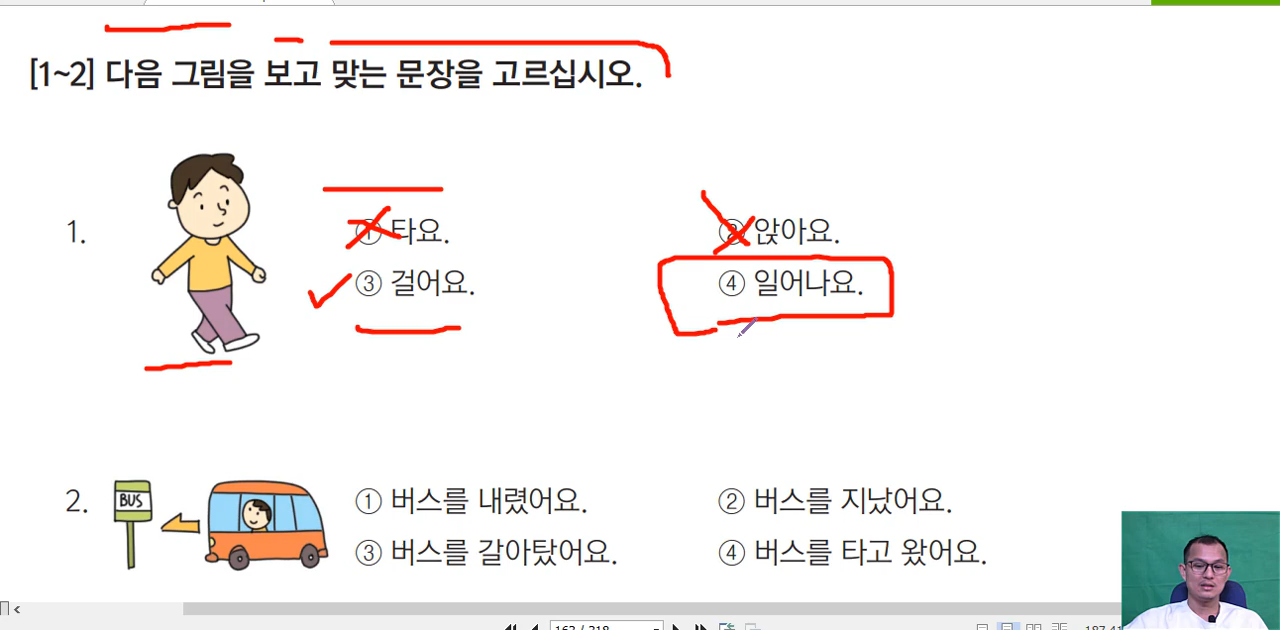 [1~2] 다음 그림을 보고 맞는 문장을 고르십시오.
1.
① 타요.
② 앉아요.
③ 걸어요.
④ 일어나요.
2.
BUS
① 버스를 내렸어요.
② 버스를 지났어요.
③ 버스를 갈아탔어요.
④ 버스를 타고 왔어요.